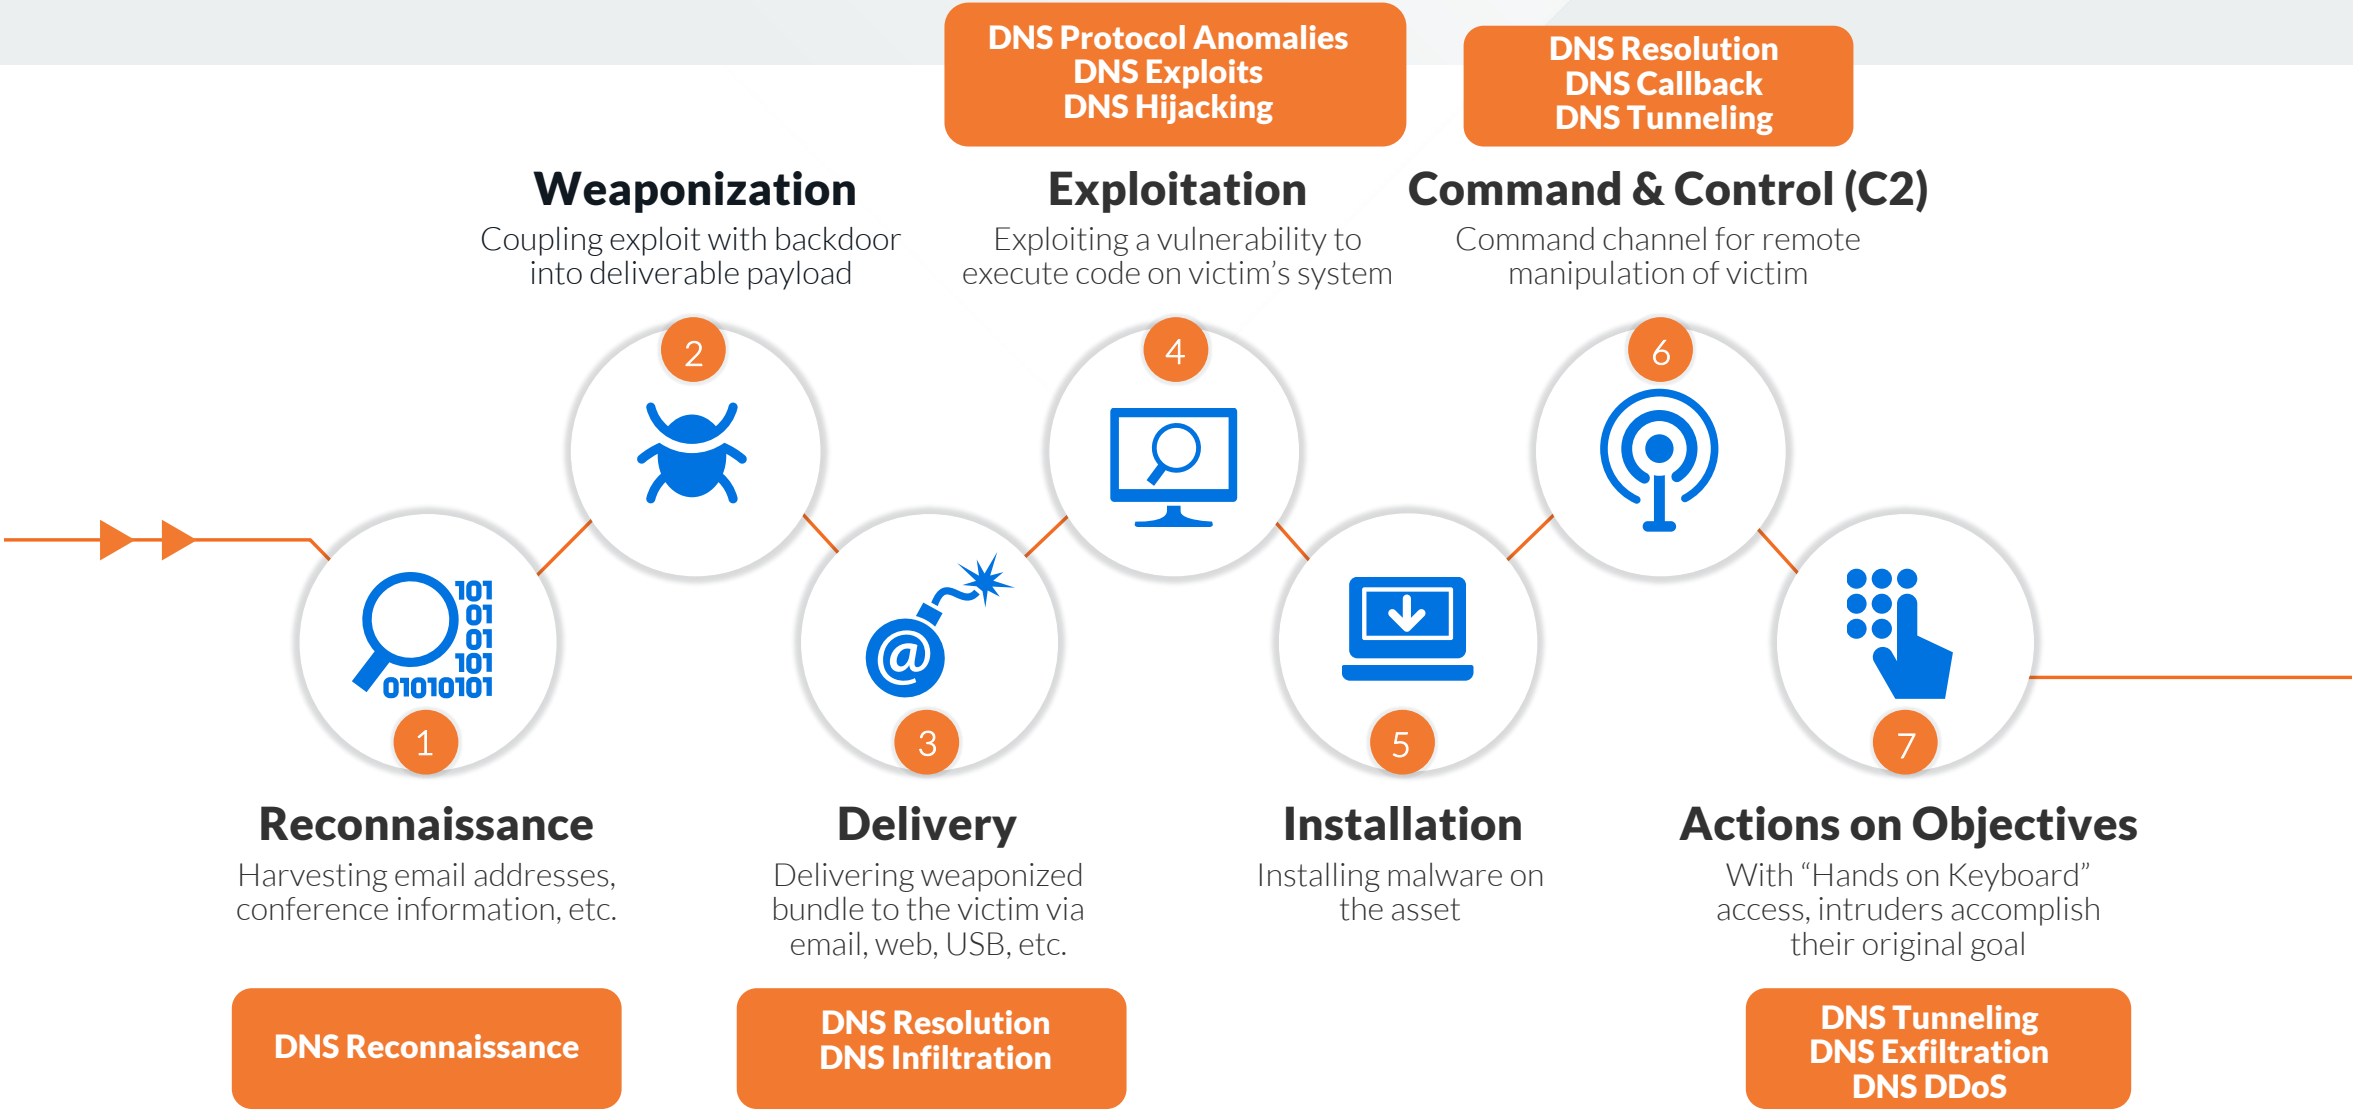 DNS Protocol Anomalies
DNS Exploits
DNS Hijacking
DNS Resolution
DNS Callback
DNS Tunneling
Weaponization
Coupling exploit with backdoor
into deliverable payload
Exploitation
Exploiting a vulnerability to
execute code on victim’s system
Command & Control (C2)
Command channel for remote
manipulation of victim
2
4
6
101
01
01
101
01010101
@
1
3
5
7
Reconnaissance
Harvesting email addresses,
conference information, etc.
Delivery
Delivering weaponized
bundle to the victim via
email, web, USB, etc.
Installation
Installing malware on
the asset
Actions on Objectives
With “Hands on Keyboard”
access, intruders accomplish
their original goal
DNS Reconnaissance
DNS Resolution
DNS Infiltration
DNS Tunneling
DNS Exfiltration
DNS DDoS